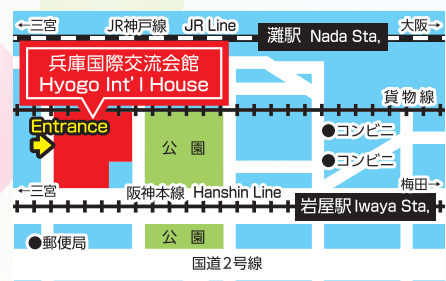 ←三宮 JR神戸線 JR Line 灘駅 Nada Sta, 大阪→
兵庫国際交流会館
Hyogo Int'l House
貨物線
Entrance
●コンビニ
公園
●コンビニ
←三宮 阪神本線 Hanshin Line 岩屋駅 Iwaya Sta, 梅田→
●郵便局 公園
国道2号線